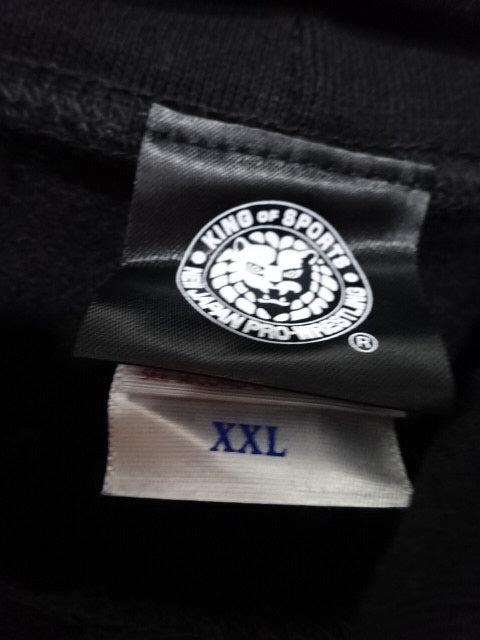 KING OF SPORTS
NEW JAPAN PRO-WRESTLING
®
XXL